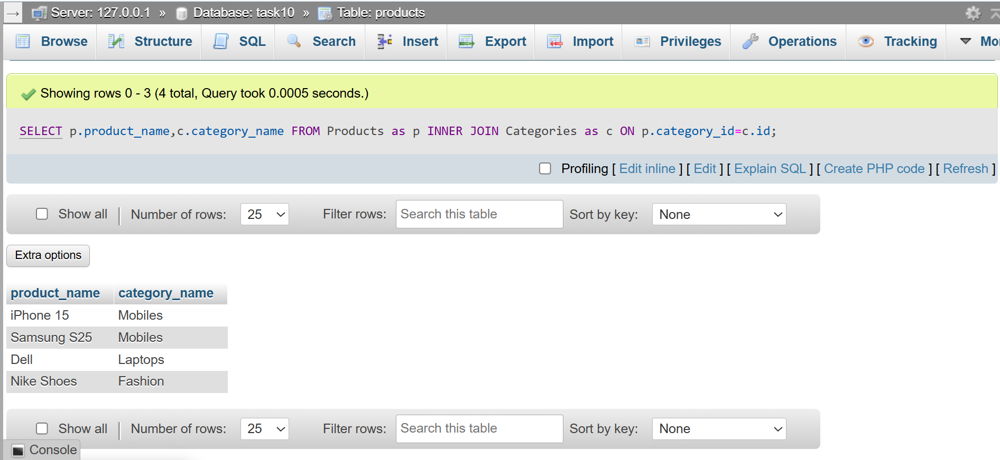 → Server: 127.0.0.1 » Database: task10 » Table: products
Browse Structure SQL Search Insert Export Import Privileges Operations Tracking
Showing rows 0 - 3 (4 total, Query took 0.0005 seconds.)
SELECT p.product_name,c.category_name FROM Products as p INNER JOIN Categories as c ON p.category_id=c.id;
Profiling [ Edit inline ] [ Edit ] [ Explain SQL ] [ Create PHP code ] [ Refresh ]
Show all Number of rows: 25 Filter rows: Search this table Sort by key: None
Extra options
product_name category_name
iPhone 15 Mobiles
Samsung S25 Mobiles
Dell Laptops
Nike Shoes Fashion
Show all Number of rows: 25 Filter rows: Search this table Sort by key: None
Console